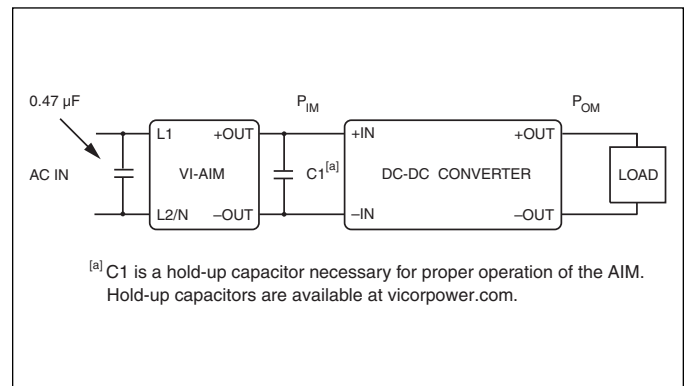 0.47 µF
P_IM
P_OM
L1
+OUT
+IN
+OUT
AC IN
VI-AIM
C1[a]
DC-DC CONVERTER
LOAD
L2/N
–OUT
–IN
–OUT
[a] C1 is a hold-up capacitor necessary for proper operation of the AIM.
Hold-up capacitors are available at vicorpower.com.